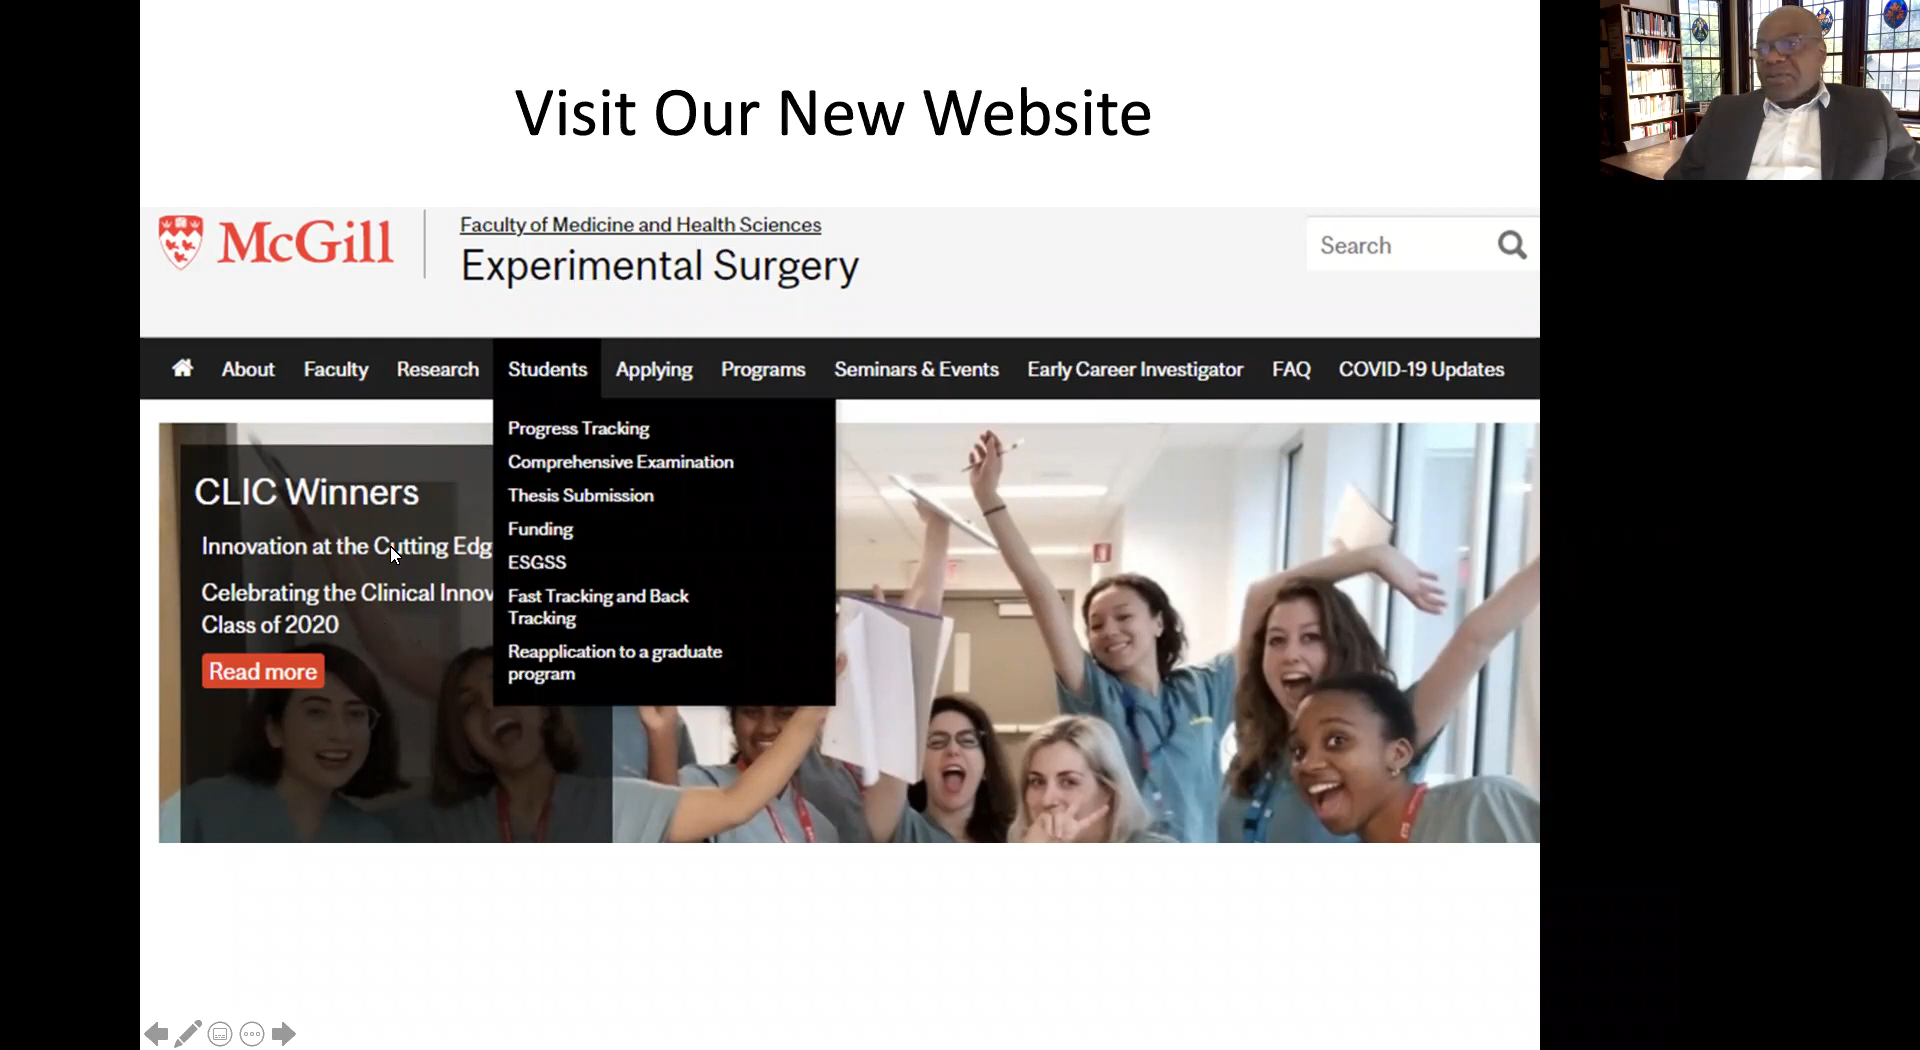 Visit Our New Website
McGill
Faculty of Medicine and Health Sciences
Experimental Surgery
Search
About Faculty Research Students Applying Programs Seminars & Events Early Career Investigator FAQ COVID-19 Updates
Progress Tracking
Comprehensive Examination
Thesis Submission
Funding
ESGSS
Fast Tracking and Back
Tracking
Reapplication to a graduate
program
CLIC Winners
Innovation at the Cutting Edg
Celebrating the Clinical Innov
Class of 2020
Read more